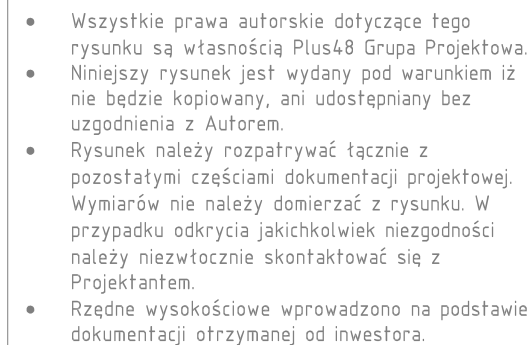 • Wszystkie prawa autorskie dotyczące tego
rysunku są własnością Plus48 Grupa Projektowa.
• Niniejszy rysunek jest wydany pod warunkiem iż
nie będzie kopiowany, ani udostępniany bez
uzgodnienia z Autorem.
• Rysunek należy rozpatrywać łącznie z
pozostałymi częściami dokumentacji projektowej.
Wymiarów nie należy domierzać z rysunku. W
przypadku odkrycia jakichkolwiek niezgodności
należy niezwłocznie skontaktować się z
Projektantem.
• Rzędne wysokościowe wprowadzono na podstawie
dokumentacji otrzymanej od inwestora.